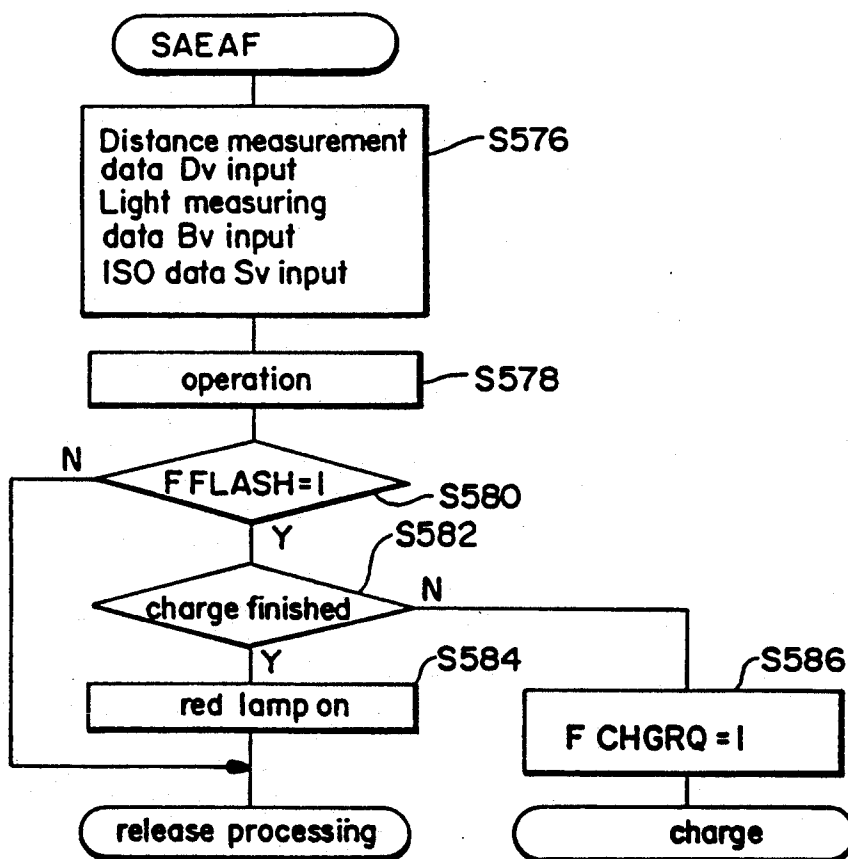 SAEAF
Distance measurement
data Dv input
Light measuring
data Bv input
ISO data Sv input
S576
operation
S578
N
F FLASH=1
S580
Y
S582
charge finished
N
Y
S584
S586
red lamp on
F CHGRQ=1
release processing
charge